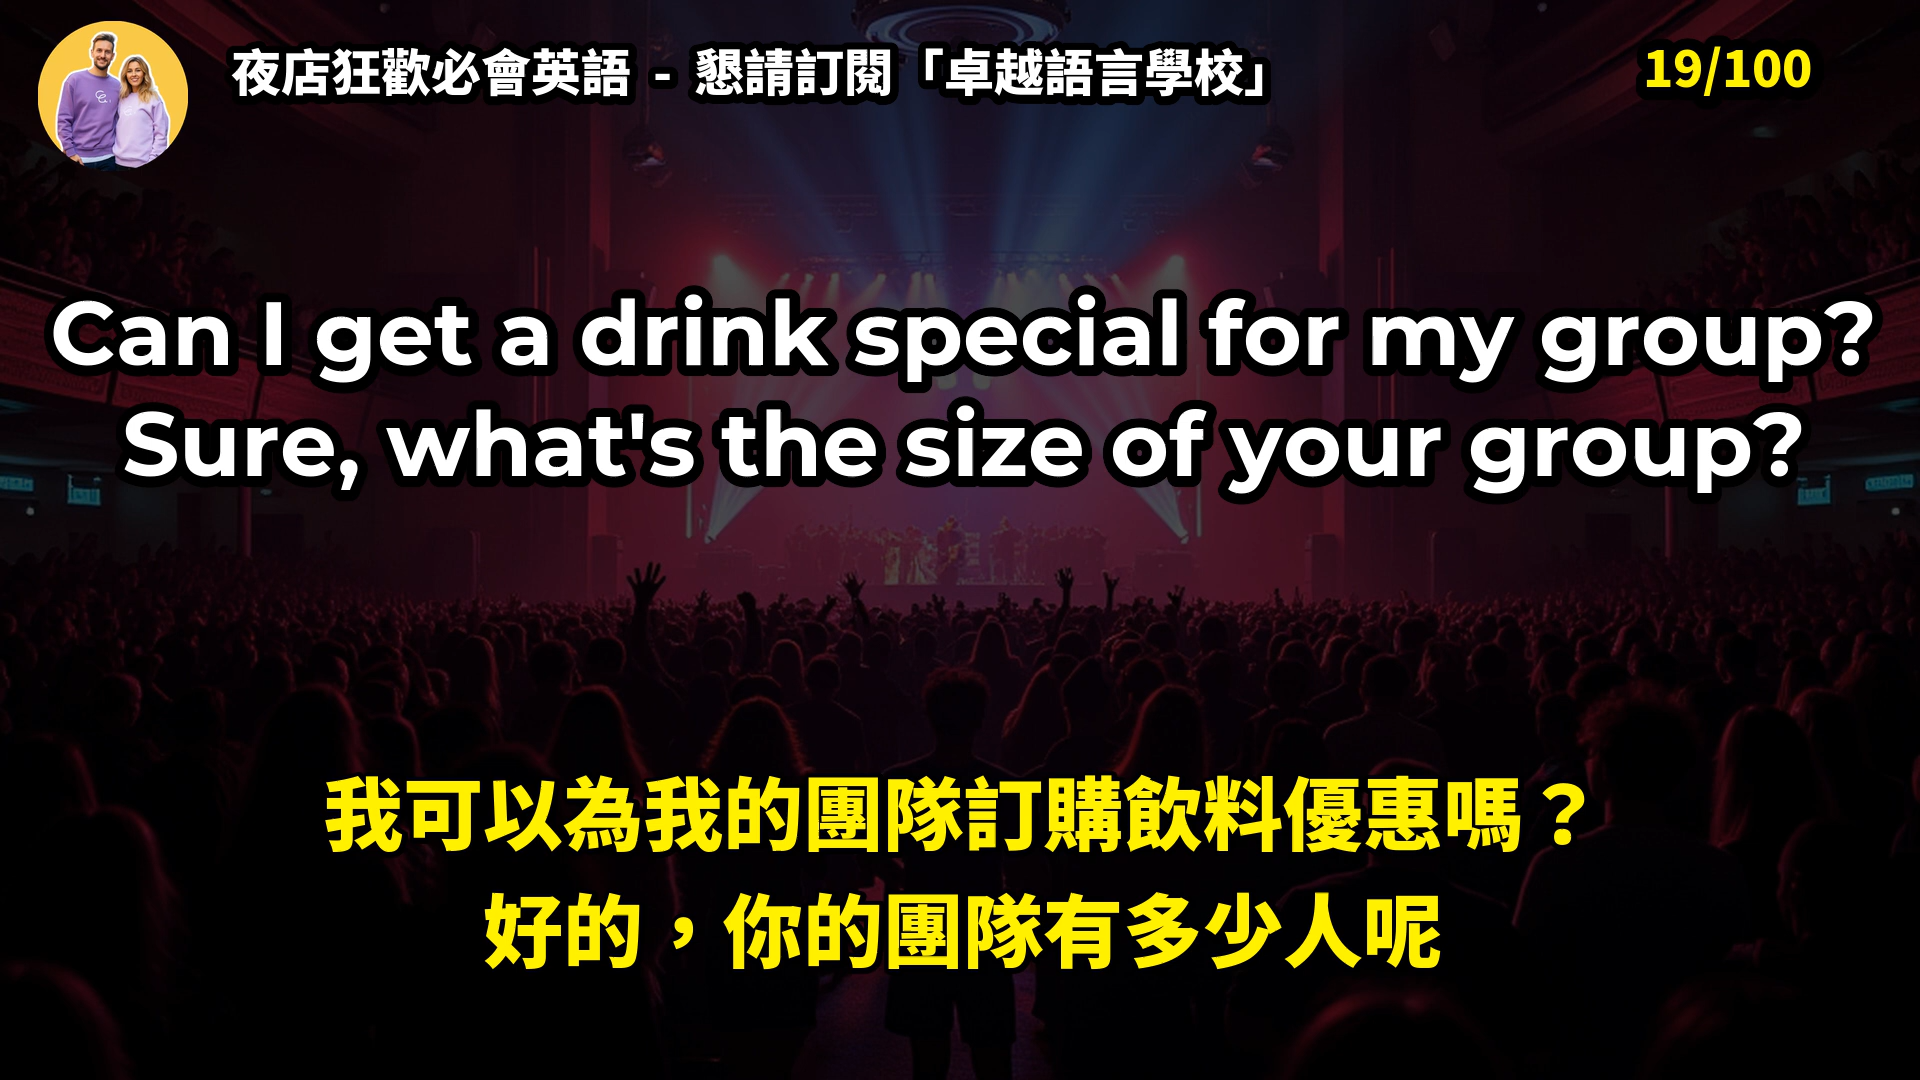 夜店狂歡必會英語 - 懇請訂閱「卓越語言學校」
19/100
Can I get a drink special for my group?
Sure, what's the size of your group?
我可以為我的團隊訂購飲料優惠嗎？
好的，你的團隊有多少人呢